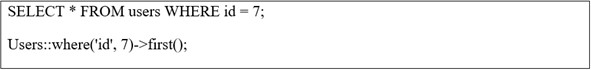 SELECT * FROM users WHERE id = 7;
Users::where('id', 7)->first();